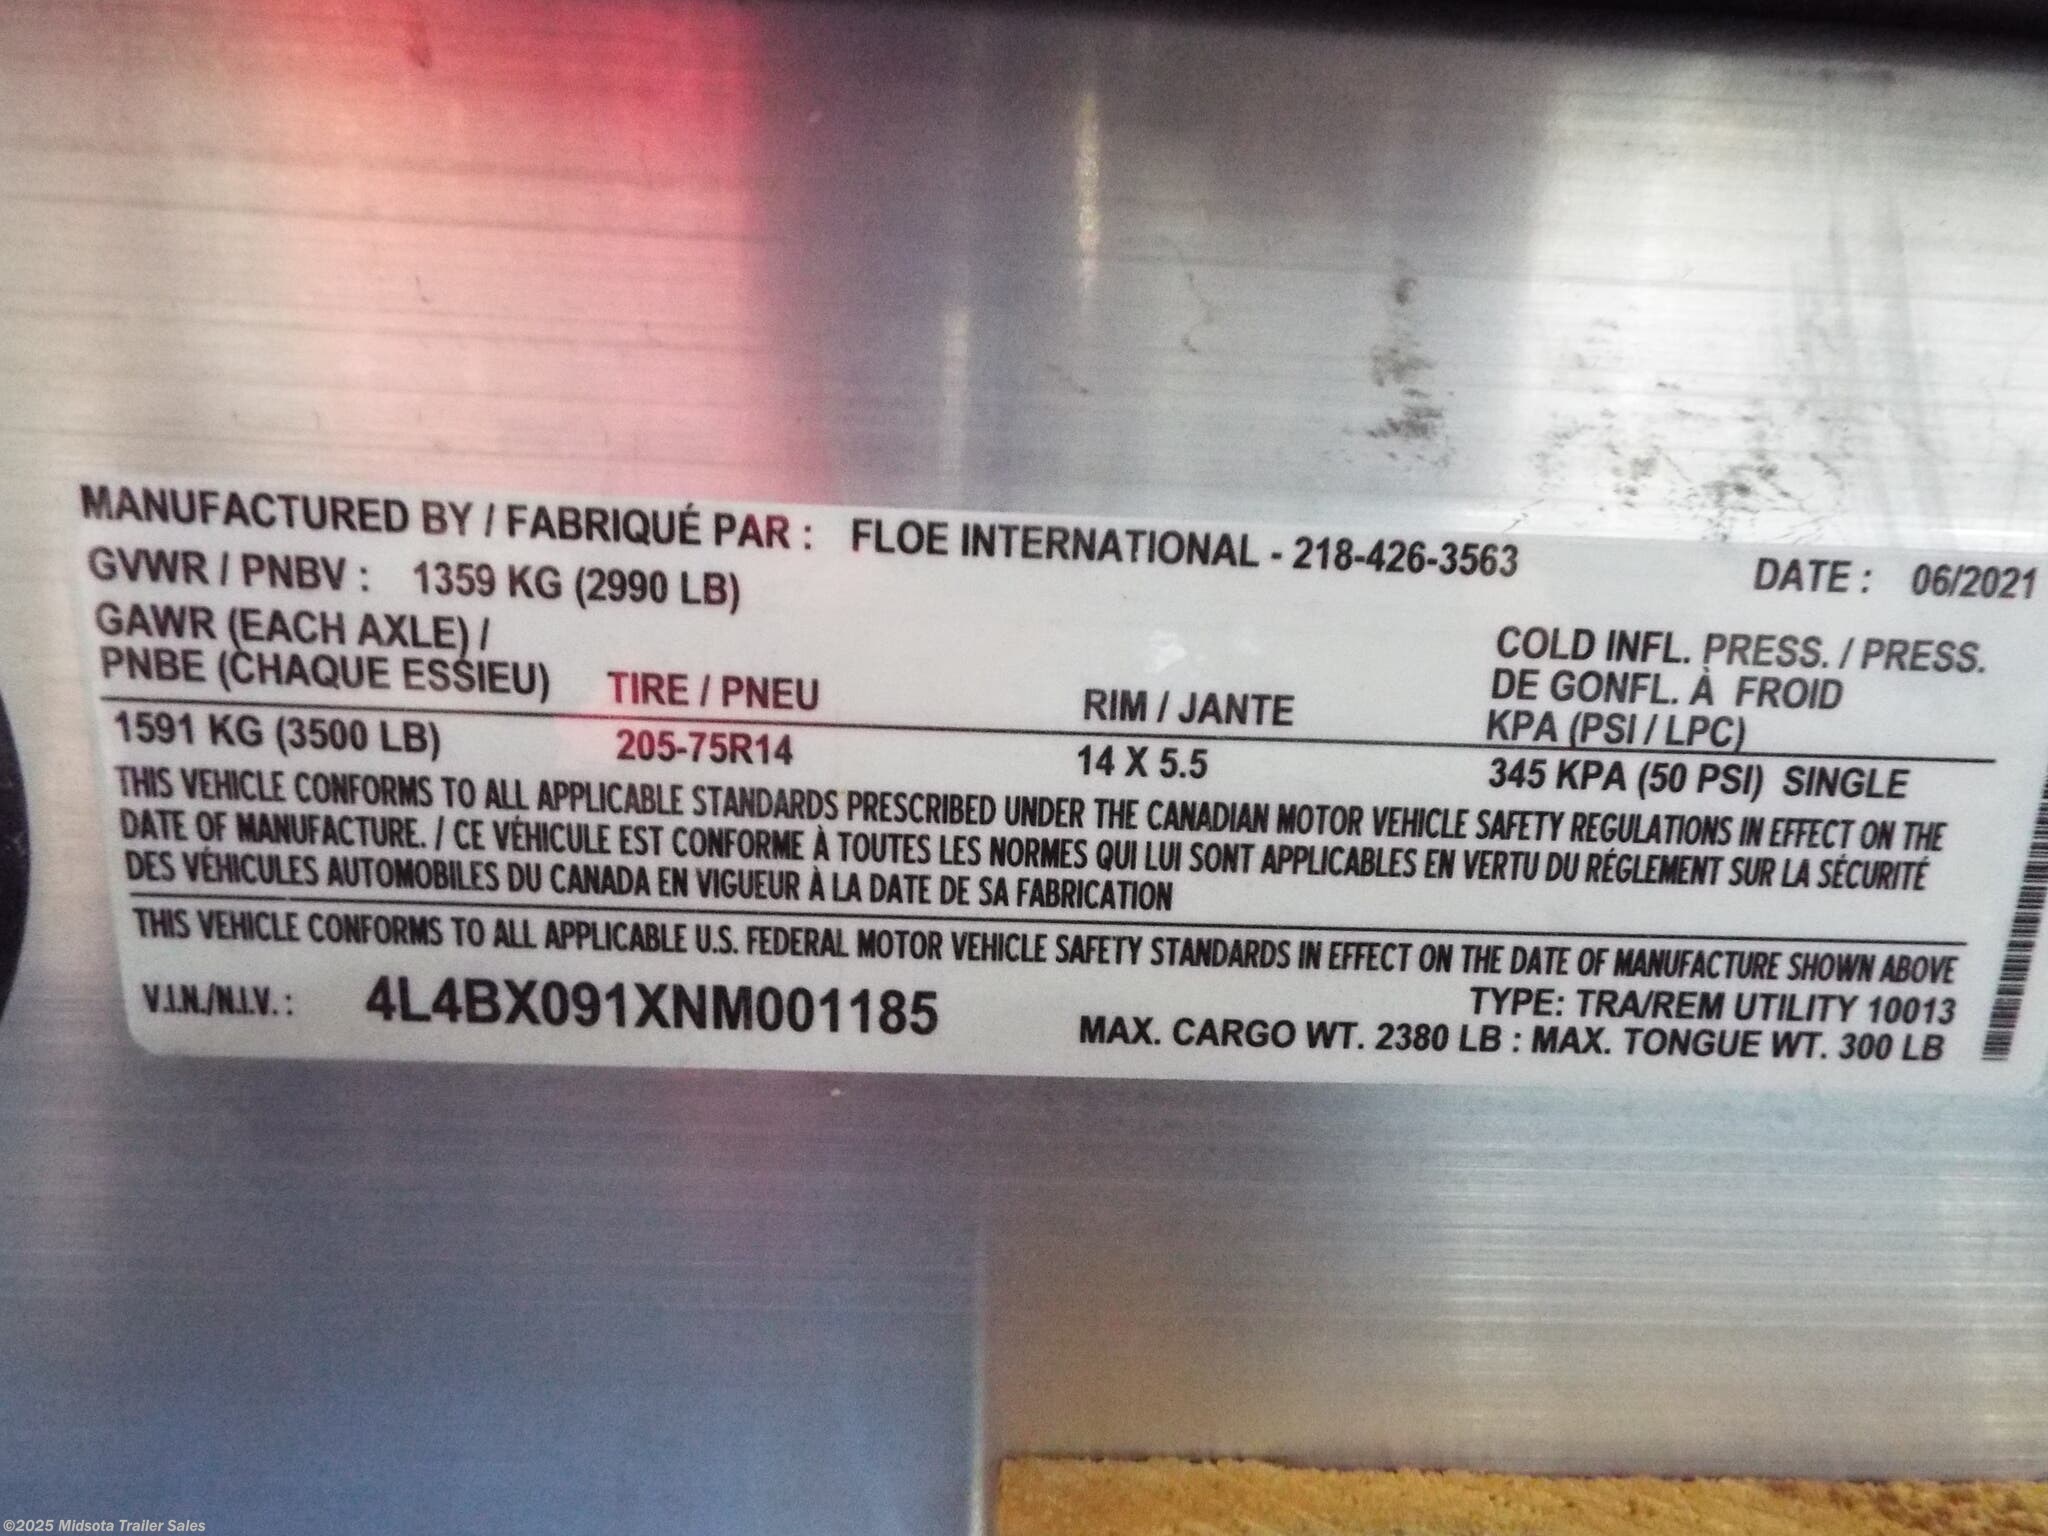 MANUFACTURED BY / FABRIQUÉ PAR : FLOE INTERNATIONAL - 218-426-3563 DATE : 06/2021
GVWR / PNBV : 1359 KG (2990 LB)
GAWR (EACH AXLE) /
PNBE (CHAQUE ESSIEU) TIRE / PNEU RIM / JANTE
COLD INFL. PRESS. / PRESS.
DE GONFL. À FROID
KPA (PSI / LPC)
1591 KG (3500 LB) 205-75R14 14 X 5.5 345 KPA (50 PSI) SINGLE
THIS VEHICLE CONFORMS TO ALL APPLICABLE STANDARDS PRESCRIBED UNDER THE CANADIAN MOTOR VEHICLE SAFETY REGULATIONS IN EFFECT ON THE
DATE OF MANUFACTURE. / CE VÉHICULE EST CONFORME À TOUTES LES NORMES QUI LUI SONT APPLICABLES EN VERTU DU RÉGLEMENT SUR LA SÉCURITÉ
DES VÉHICULES AUTOMOBILES DU CANADA EN VIGUEUR À LA DATE DE SA FABRICATION
THIS VEHICLE CONFORMS TO ALL APPLICABLE U.S. FEDERAL MOTOR VEHICLE SAFETY STANDARDS IN EFFECT ON THE DATE OF MANUFACTURE SHOWN ABOVE
V.I.N./N.I.V. : 4L4BX091XNM001185
TYPE: TRA/REM UTILITY 10013
MAX. CARGO WT. 2380 LB : MAX. TONGUE WT. 300 LB
©2025 Midsota Trailer Sales